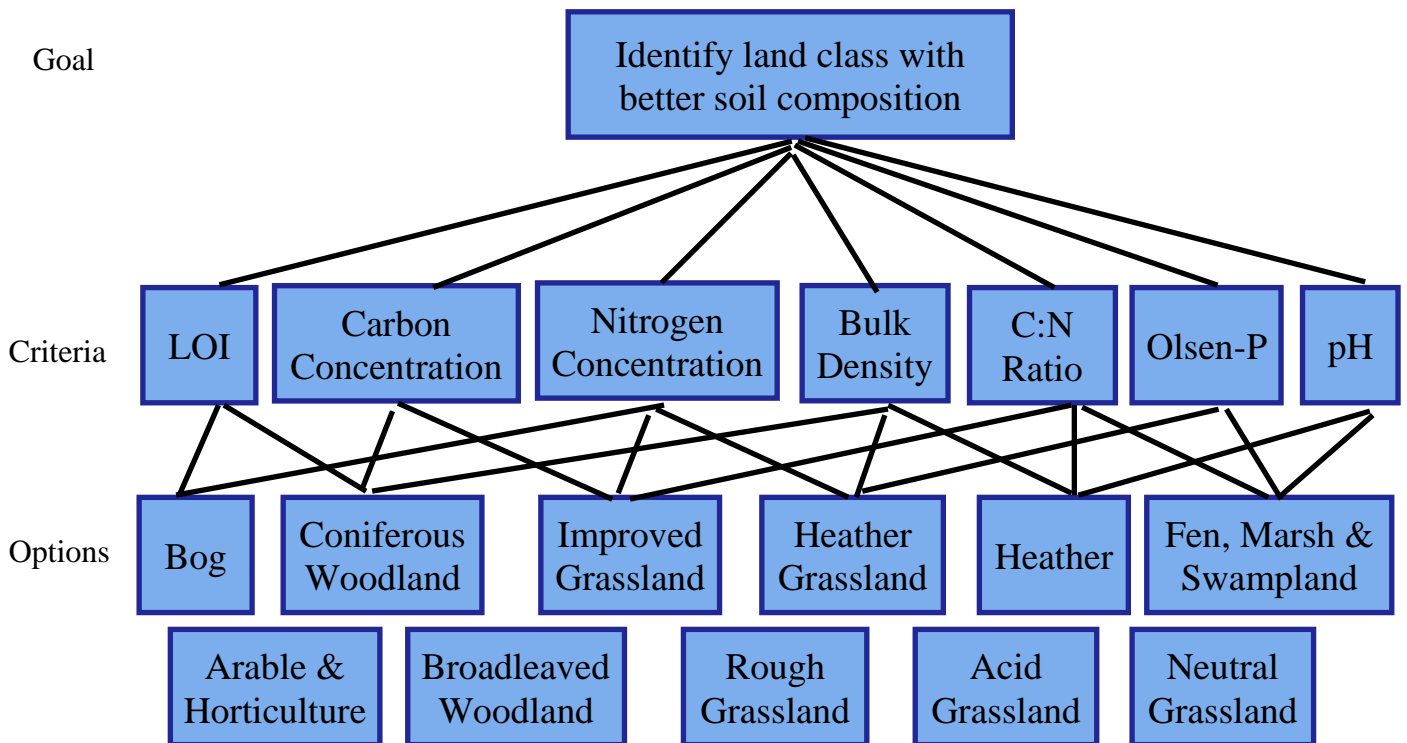 Goal
Identify land class with
better soil composition
Criteria
LOI
Carbon
Concentration
Nitrogen
Concentration
Bulk
Density
C:N
Ratio
Olsen-P
pH
Options
Bog
Coniferous
Woodland
Improved
Grassland
Heather
Grassland
Heather
Fen, Marsh &
Swampland
Arable &
Horticulture
Broadleaved
Woodland
Rough
Grassland
Acid
Grassland
Neutral
Grassland